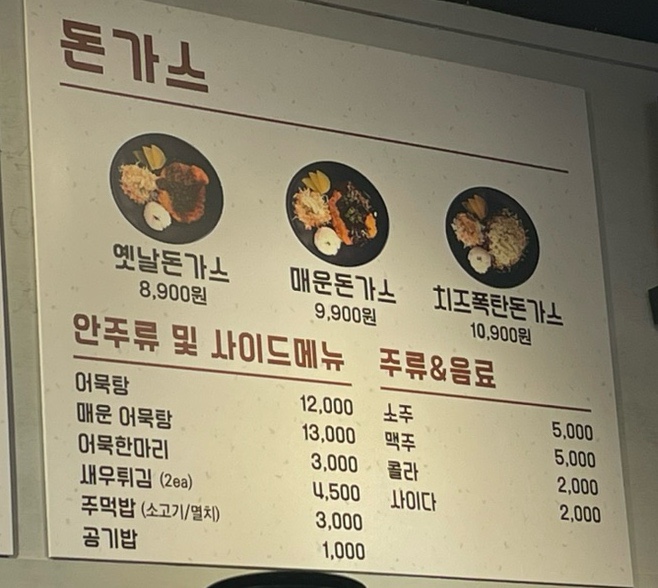 돈가스
옛날돈가스
8,900원
매운돈가스
9,900원
치즈폭탄돈가스
10,900원
안주류 및 사이드메뉴
어묵탕 12,000
매운 어묵탕 13,000
어묵한마리 3,000
새우튀김 (2ea) 4,500
주먹밥 (소고기/멸치) 3,000
공기밥 1,000
주류&음료
소주 5,000
맥주 5,000
콜라 2,000
사이다 2,000